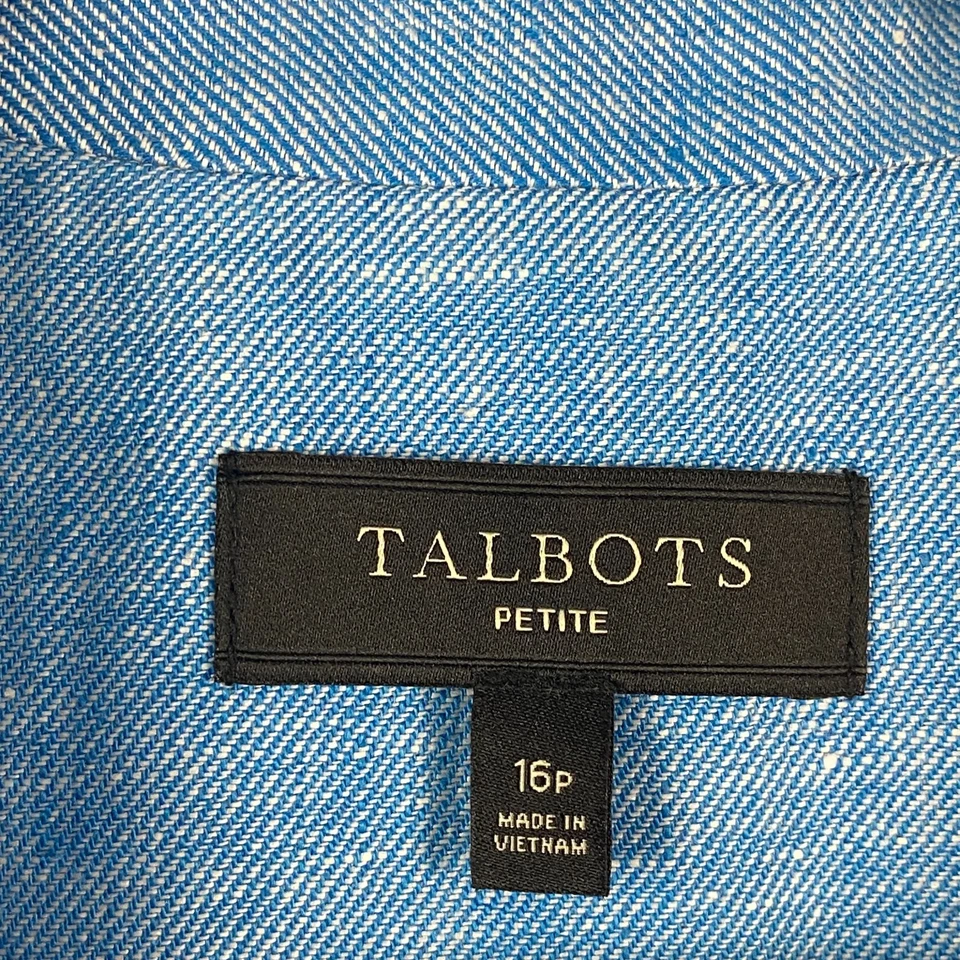 TALBOTS
PETITE
16P
MADE IN
VIETNAM